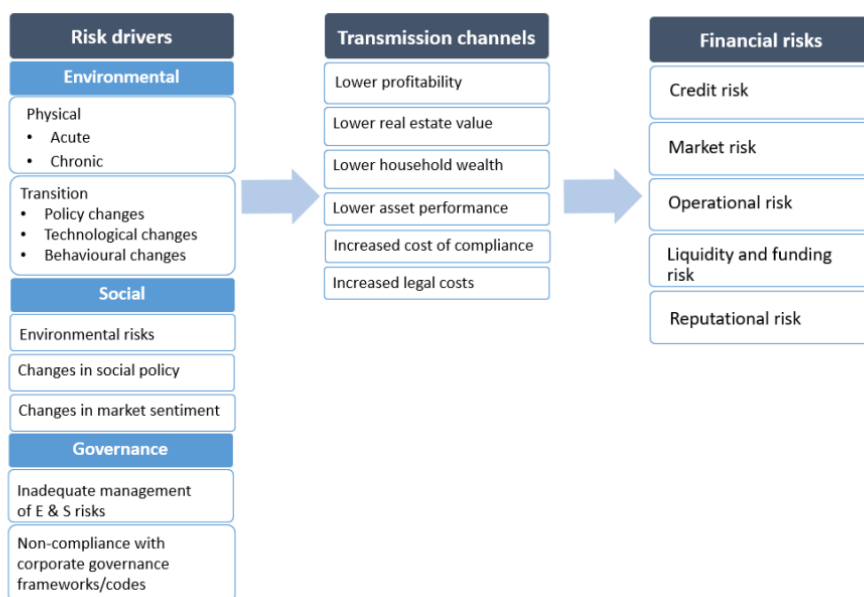 Risk drivers
Environmental
Physical
• Acute
• Chronic
Transition
• Policy changes
• Technological changes
• Behavioural changes
Social
Environmental risks
Changes in social policy
Changes in market sentiment
Governance
Inadequate management
of E & S risks
Non-compliance with
corporate governance
frameworks/codes
Transmission channels
Lower profitability
Lower real estate value
Lower household wealth
Lower asset performance
Increased cost of compliance
Increased legal costs
Financial risks
Credit risk
Market risk
Operational risk
Liquidity and funding
risk
Reputational risk